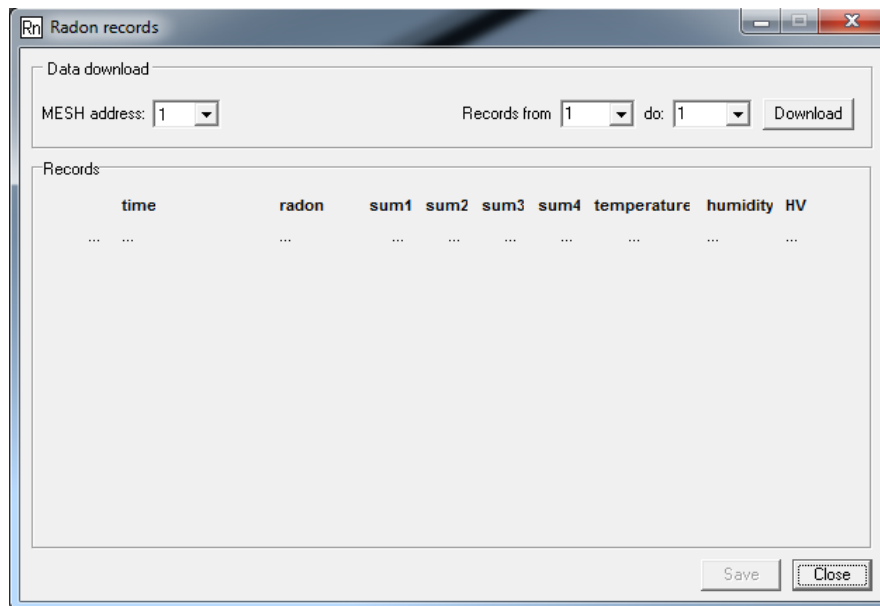 Rn Radon records
Data download
MESH address: 1 Records from 1 do: 1 Download
Records
time radon sum1 sum2 sum3 sum4 temperature humidity HV
... ... ... ... ... ... ... ... ... ...
Save Close